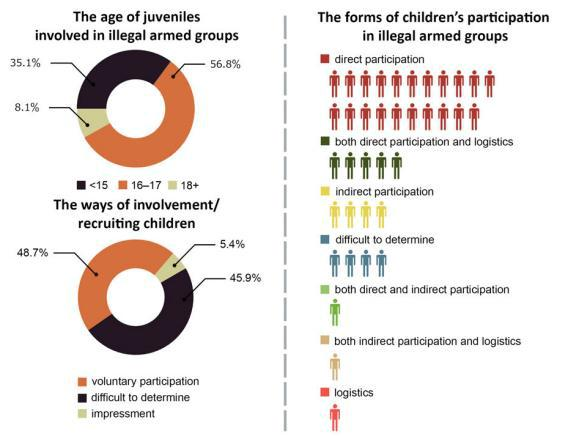 The age of juveniles
involved in illegal armed groups
35.1%
56.8%
8.1%
<15 16–17 18+
The ways of involvement/
recruiting children
48.7%
5.4%
45.9%
voluntary participation
difficult to determine
impressment
The forms of children's participation
in illegal armed groups
direct participation
both direct participation and logistics
indirect participation
difficult to determine
both direct and indirect participation
both indirect participation and logistics
logistics